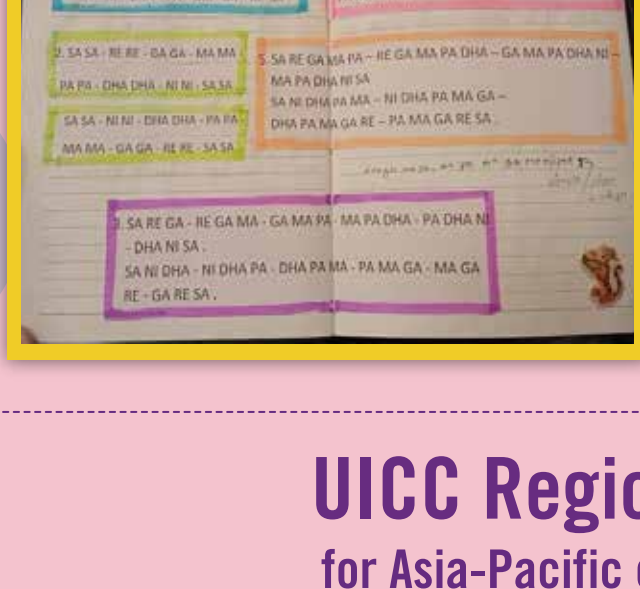 2. SA SA - RE RE - GA GA - MA MA
PA PA - DHA DHA - NI NI - SA SA
SA SA - NI NI - DHA DHA - PA PA
MA MA - GA GA - RE RE - SA SA
5. SA RE GA MA PA – RE GA MA PA DHA – GA MA PA DHA NI –
MA PA DHA NI SA
SA NI DHA PA MA – NI DHA PA MA GA –
DHA PA MA GA RE – PA MA GA RE SA .
3. SA RE GA - RE GA MA - GA MA PA - MA PA DHA - PA DHA NI
- DHA NI SA .
SA NI DHA - NI DHA PA - DHA PA MA - PA MA GA - MA GA
RE - GA RE SA .
UICC Regio
for Asia-Pacific